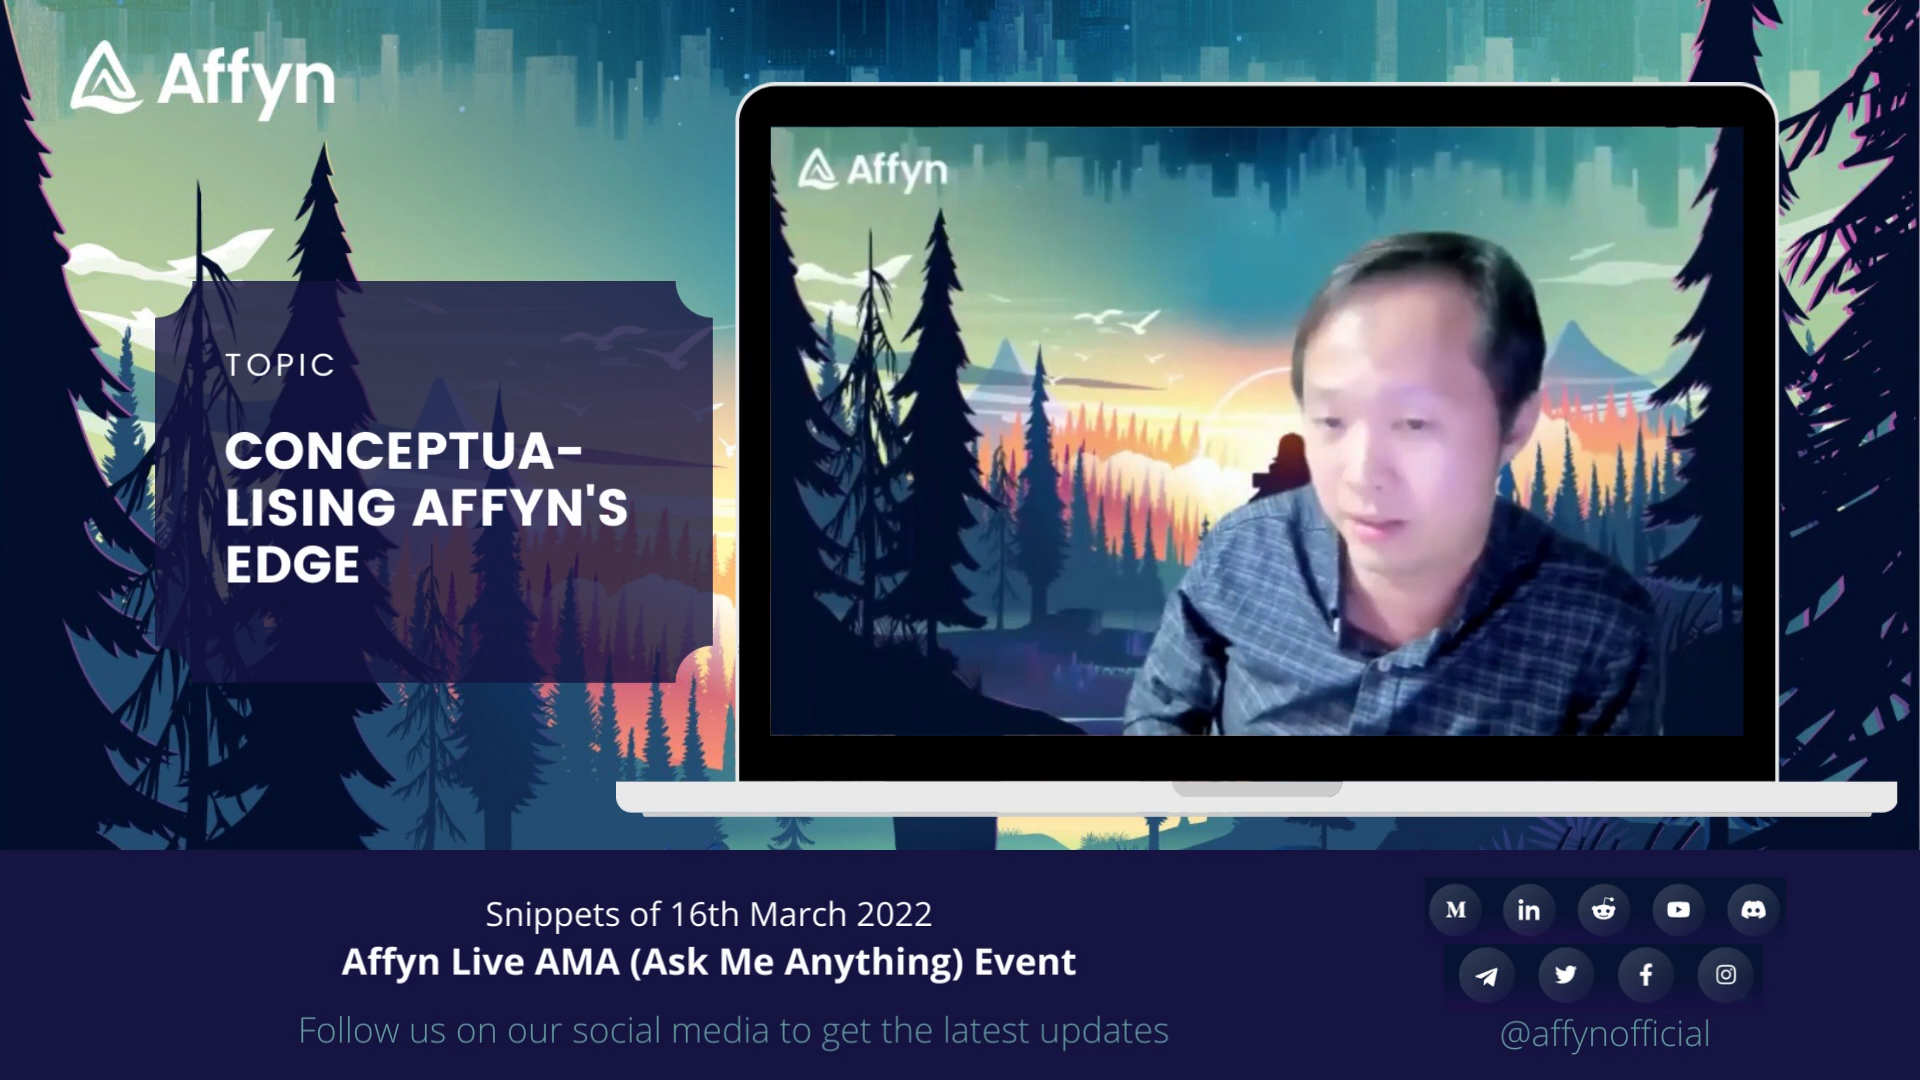 Affyn
Affyn
TOPIC
CONCEPTUA-
LISING AFFYN'S
EDGE
Snippets of 16th March 2022
Affyn Live AMA (Ask Me Anything) Event
Follow us on our social media to get the latest updates
@affynofficial